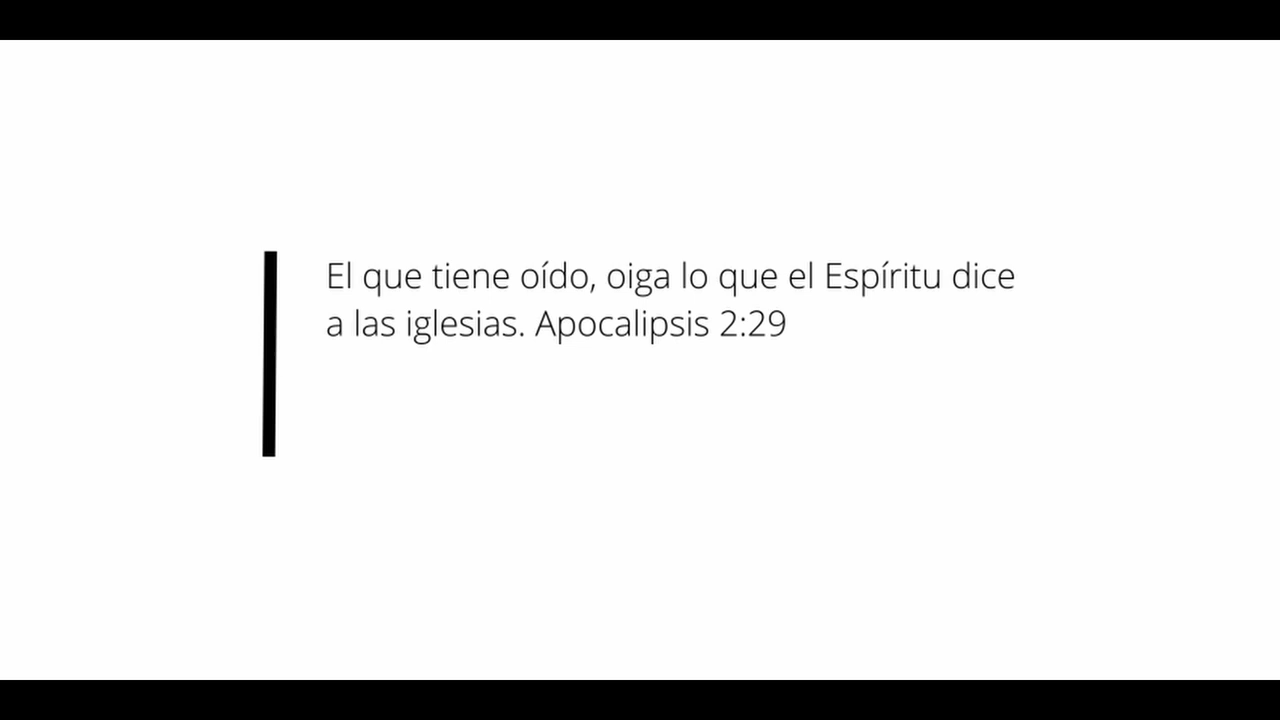 El que tiene oído, oiga lo que el Espíritu dice
a las iglesias. Apocalipsis 2:29